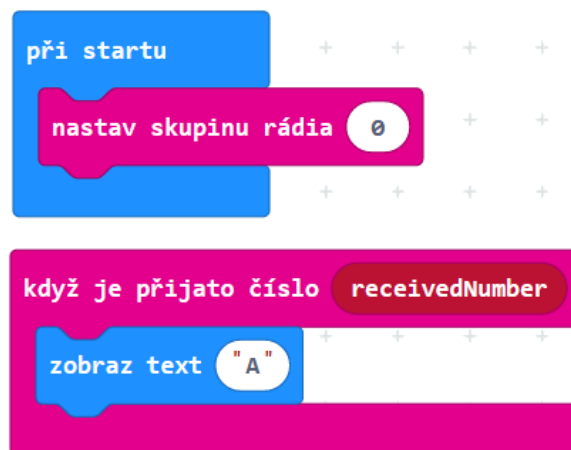 při startu
nastav skupinu rádia 0
když je přijato číslo receivedNumber
zobraz text "A"